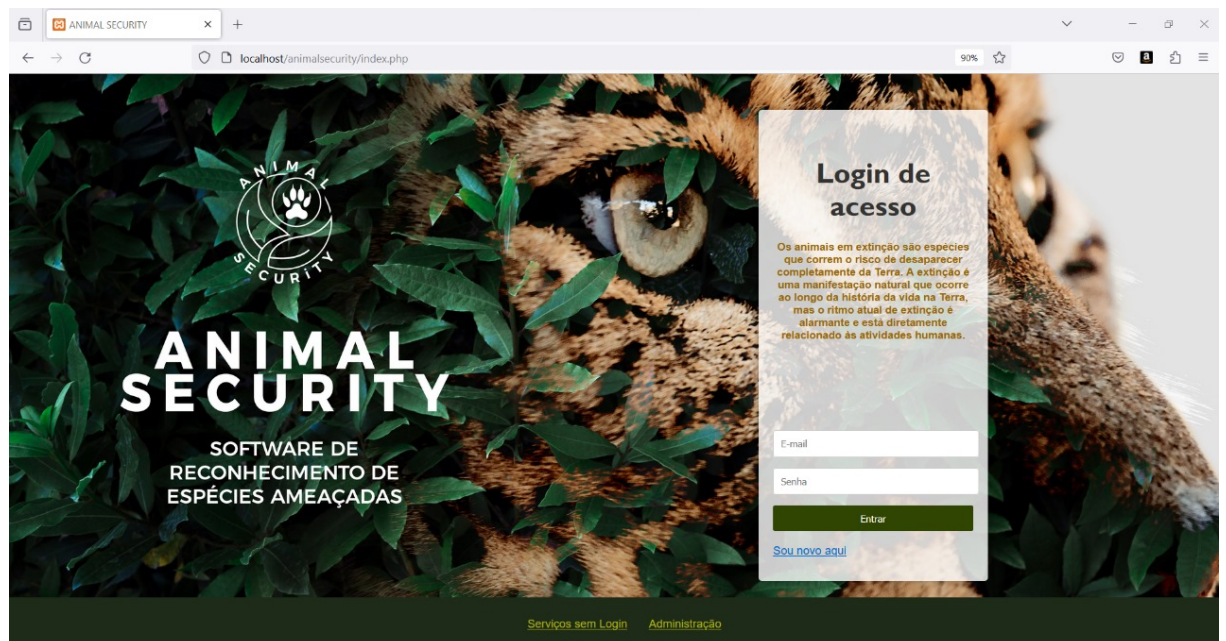 ANIMAL SECURITY
localhost/animalsecurity/index.php
90%
a
ANIMAL
SECURITY
ANIMAL
SECURITY
SOFTWARE DE
RECONHECIMENTO DE
ESPÉCIES AMEAÇADAS
Login de
acesso
Os animais em extinção são espécies
que correm o risco de desaparecer
completamente da Terra. A extinção é
uma manifestação natural que ocorre
ao longo da história da vida na Terra,
mas o ritmo atual de extinção é
alarmante e está diretamente
relacionado às atividades humanas.
E-mail
Senha
Entrar
Sou novo aqui
Serviços sem Login Administração